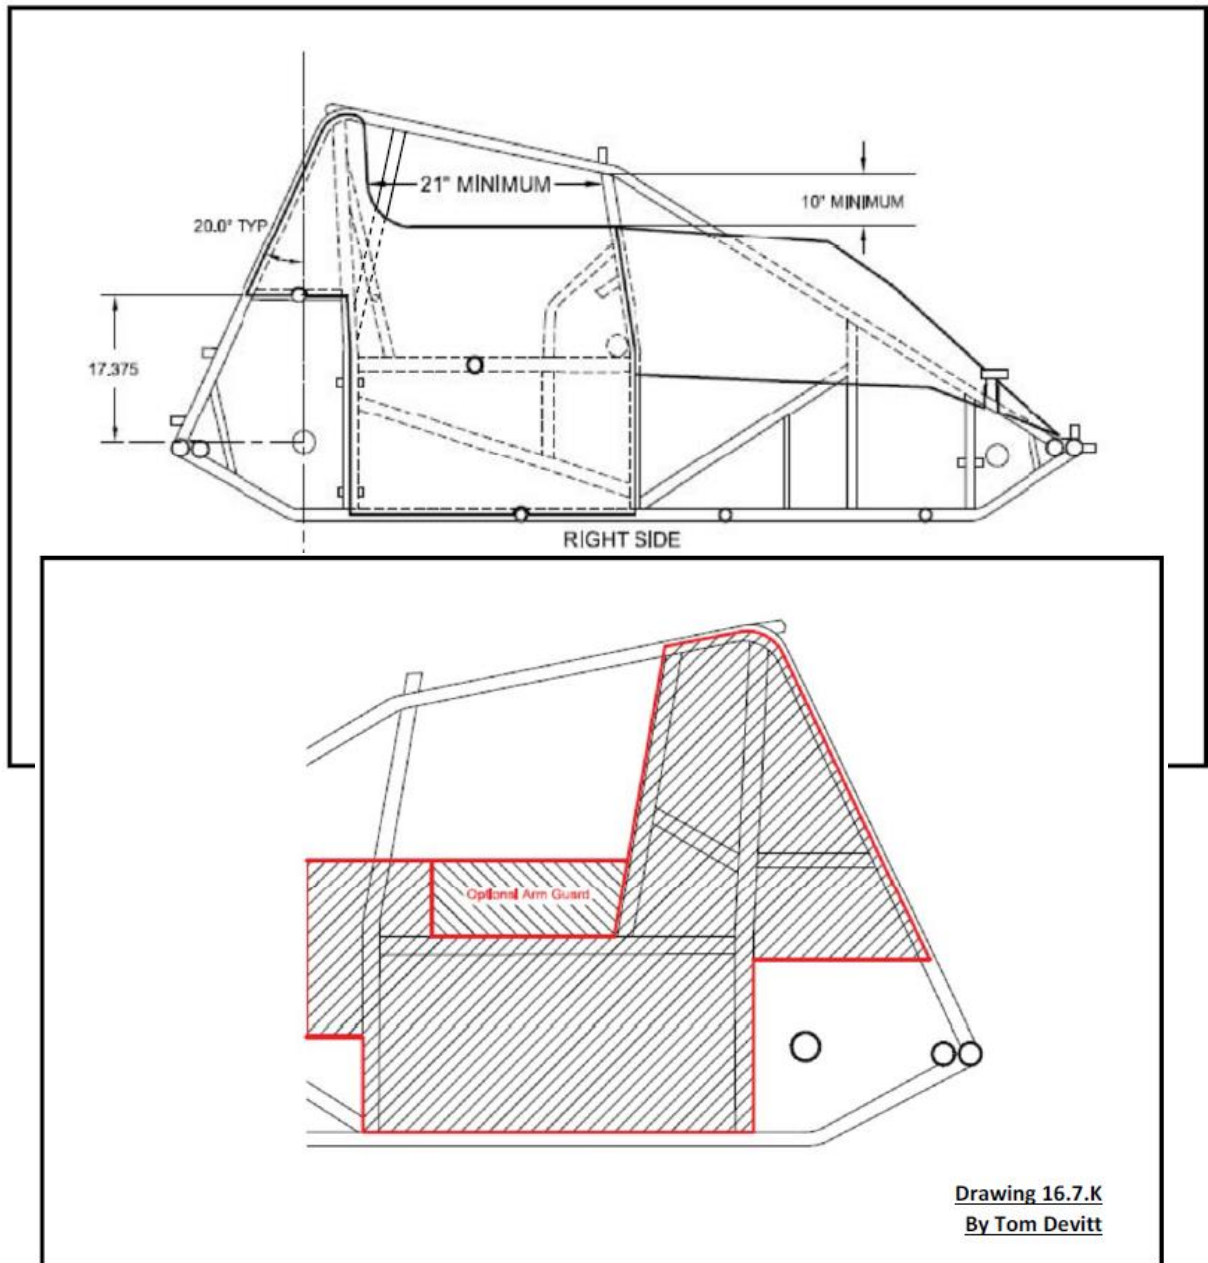 21" MINIMUM
10" MINIMUM
20.0° TYP
17.375
RIGHT SIDE
Optional Arm Guard
Drawing 16.7.K
By Tom Devitt